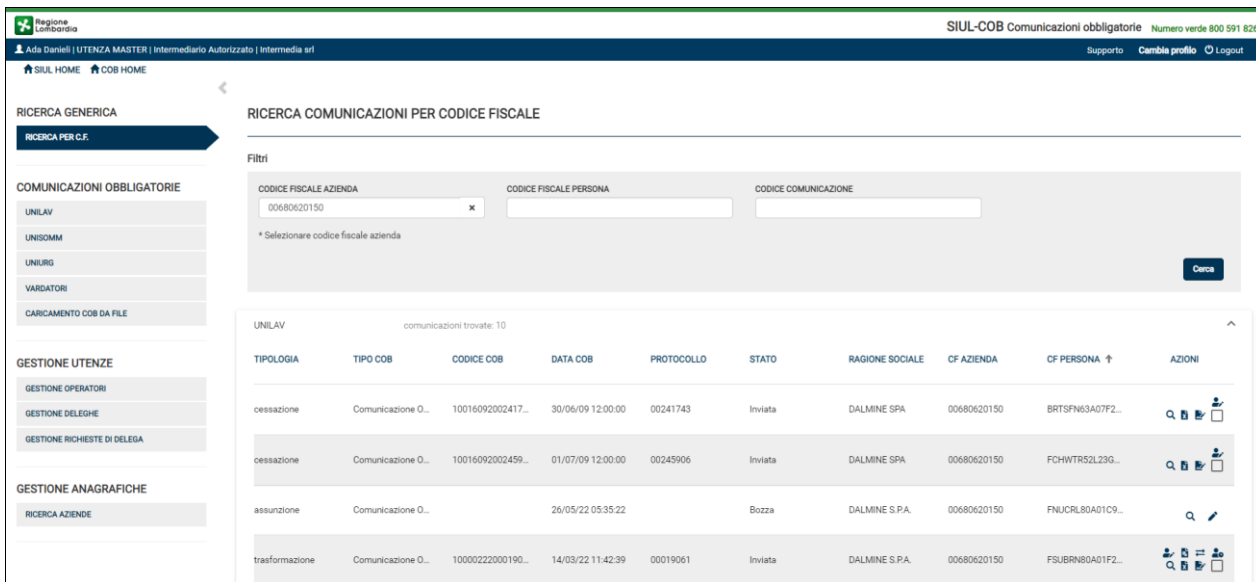 Regione
Lombardia
SIUL-COB Comunicazioni obbligatorie Numero verde 800 591 826
Ada Danieli | UTENZA MASTER | Intermediario Autorizzato | Intermedia srl
Supporto Cambia profilo Logout
SIUL HOME COB HOME
RICERCA GENERICA
RICERCA PER C.F.
COMUNICAZIONI OBBLIGATORIE
UNILAV
UNISOMM
UNIURG
VARDATORI
CARICAMENTO COB DA FILE
GESTIONE UTENZE
GESTIONE OPERATORI
GESTIONE DELEGHE
GESTIONE RICHIESTE DI DELEGA
GESTIONE ANAGRAFICHE
RICERCA AZIENDE
RICERCA COMUNICAZIONI PER CODICE FISCALE
Filtri
CODICE FISCALE AZIENDA CODICE FISCALE PERSONA CODICE COMUNICAZIONE
00680620150
* Selezionare codice fiscale azienda
Cerca
UNILAV comunicazioni trovate: 10
TIPOLOGIA TIPO COB CODICE COB DATA COB PROTOCOLLO STATO RAGIONE SOCIALE CF AZIENDA CF PERSONA AZIONI
cessazione Comunicazione O... 10016092002417... 30/06/09 12:00:00 00241743 Inviata DALMINE SPA 00680620150 BRTSFN63A07F2...
cessazione Comunicazione O... 10016092002459... 01/07/09 12:00:00 00245906 Inviata DALMINE SPA 00680620150 FCHWTR52L23G...
assunzione Comunicazione O... 26/05/22 05:35:22 Bozza DALMINE S.P.A. 00680620150 FNUCRL80A01C9...
trasformazione Comunicazione O... 10000222000190... 14/03/22 11:42:39 00019061 Inviata DALMINE S.P.A. 00680620150 FSUBRN80A01F2...